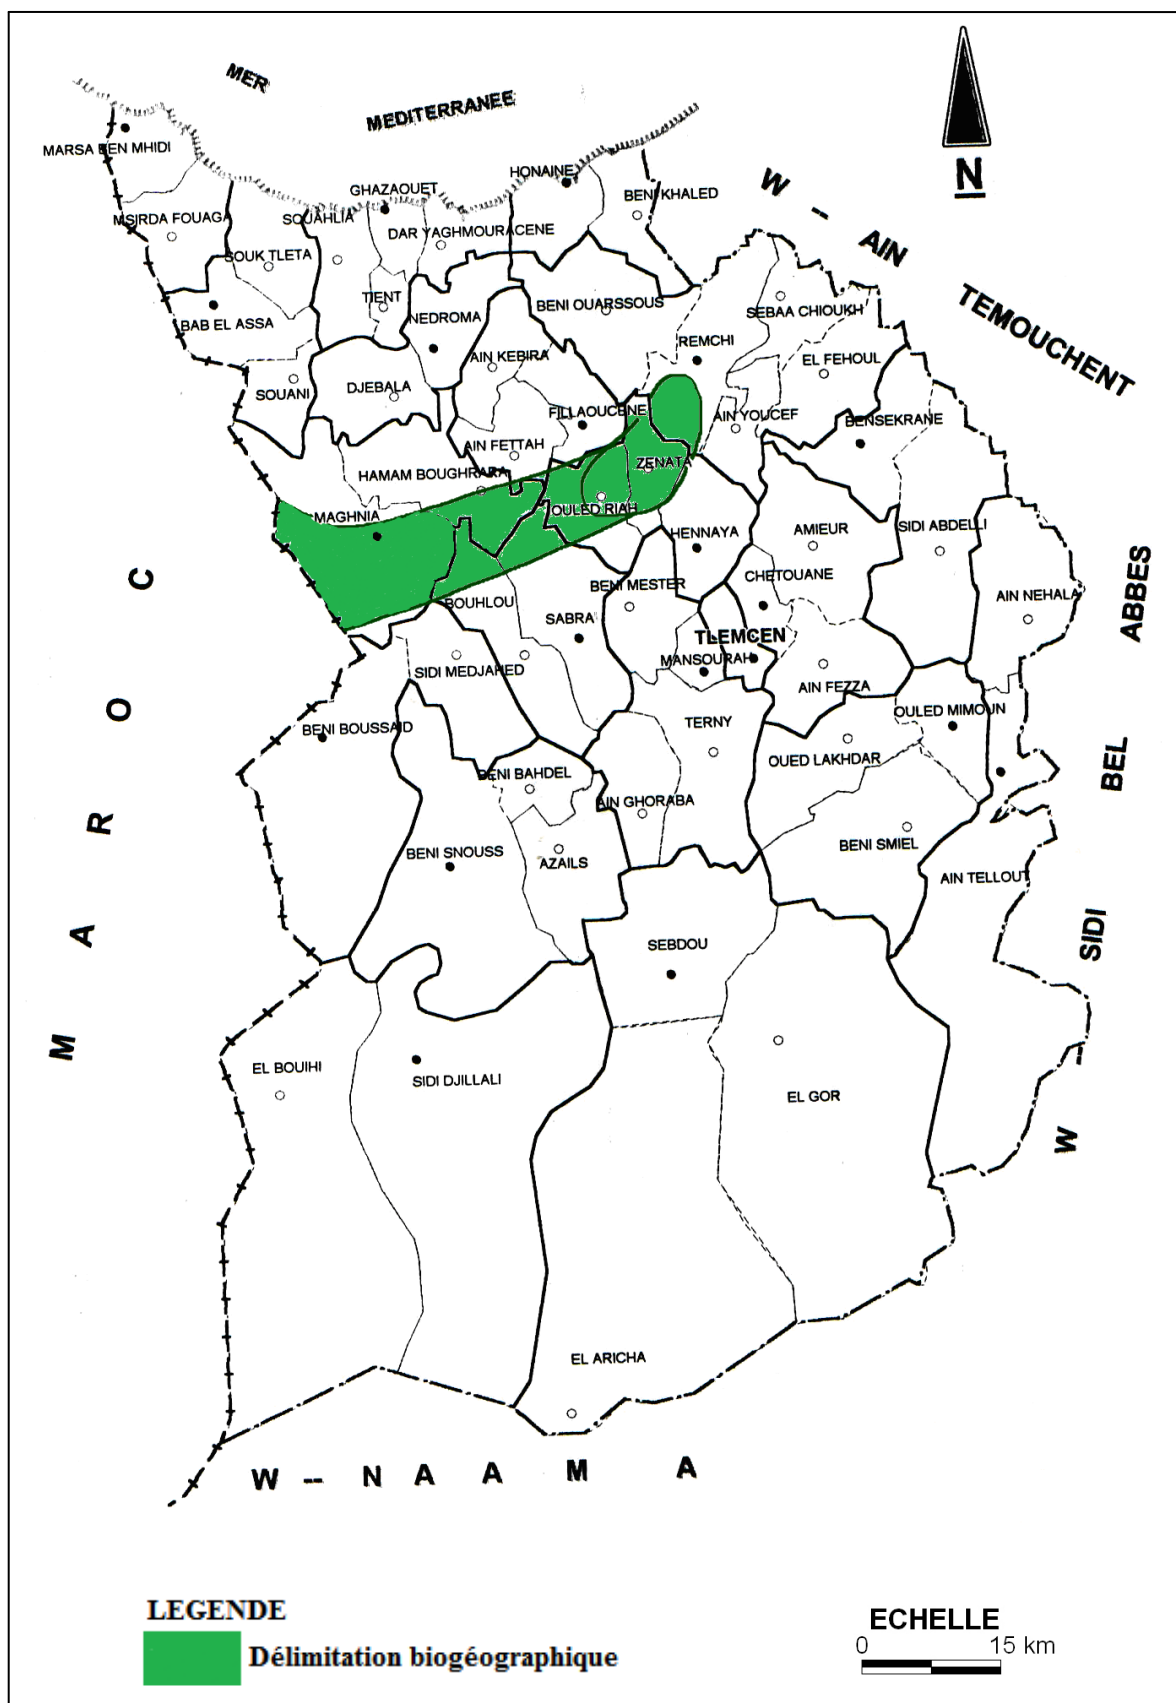 MER
MEDITERRANEE
MARSA BEN MHIDI
HONAINE
GHAZAOUET
BENI KHALED
MSIRDA FOUAGA
SOUAHLIA
DAR YAGHMOURACENE
SOUK TLETA
TIENT
BENI OUARSSOUS
SEBAA CHIOUKH
BAB EL ASSA
NEDROMA
REMCHI
AIN KEBIRA
EL FEHOUL
SOUANI
DJEBALA
FILLAOUCENE
AIN YOUCEF
BENSEKRANE
AIN FETTAH
ZENATA
HAMAM BOUGHRARA
MAGHNIA
OULED RIAH
HENNAYA
AMIEUR
SIDI ABDELLI
CHETOUANE
BENI MESTER
AIN NEHALA
BOUHLOU
SABRA
TLEMCEN
MANSOURAH
SIDI MEDJAHED
AIN FEZZA
OULED MIMOUN
BENI BOUSSAID
TERNY
OUED LAKHDAR
BENI BAHDEL
AIN GHORABA
BENI SNOUSS
AZAILS
BENI SMIEL
AIN TELLOUT
SEBDOU
EL BOUIHI
SIDI DJILLALI
EL GOR
EL ARICHA
MAROC
W -- AIN TEMOUCHENT
W -- SIDI BEL ABBES
W -- NAAMA
N
LEGENDE
Délimitation biogéographique
ECHELLE
0 15 km